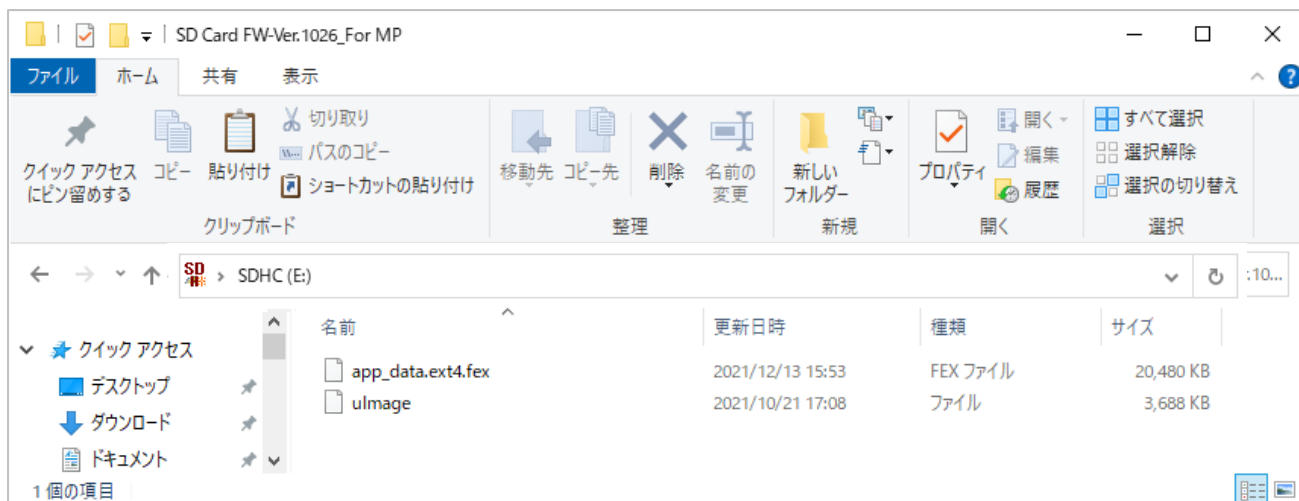 SD Card FW-Ver.1026_For MP
ファイル ホーム 共有 表示
クイック アクセス
にピン留めする
コピー
貼り付け
切り取り
パスのコピー
ショートカットの貼り付け
クリップボード
移動先
コピー先
削除
名前の
変更
整理
新しい
フォルダー
新規
プロパティ
開く
編集
履歴
開く
すべて選択
選択解除
選択の切り替え
選択
SD
SDHC (E:)
:10...
名前 更新日時 種類 サイズ
クイック アクセス
デスクトップ
ダウンロード
ドキュメント
app_data.ext4.fex 2021/12/13 15:53 FEX ファイル 20,480 KB
uImage 2021/10/21 17:08 ファイル 3,688 KB
1 個の項目